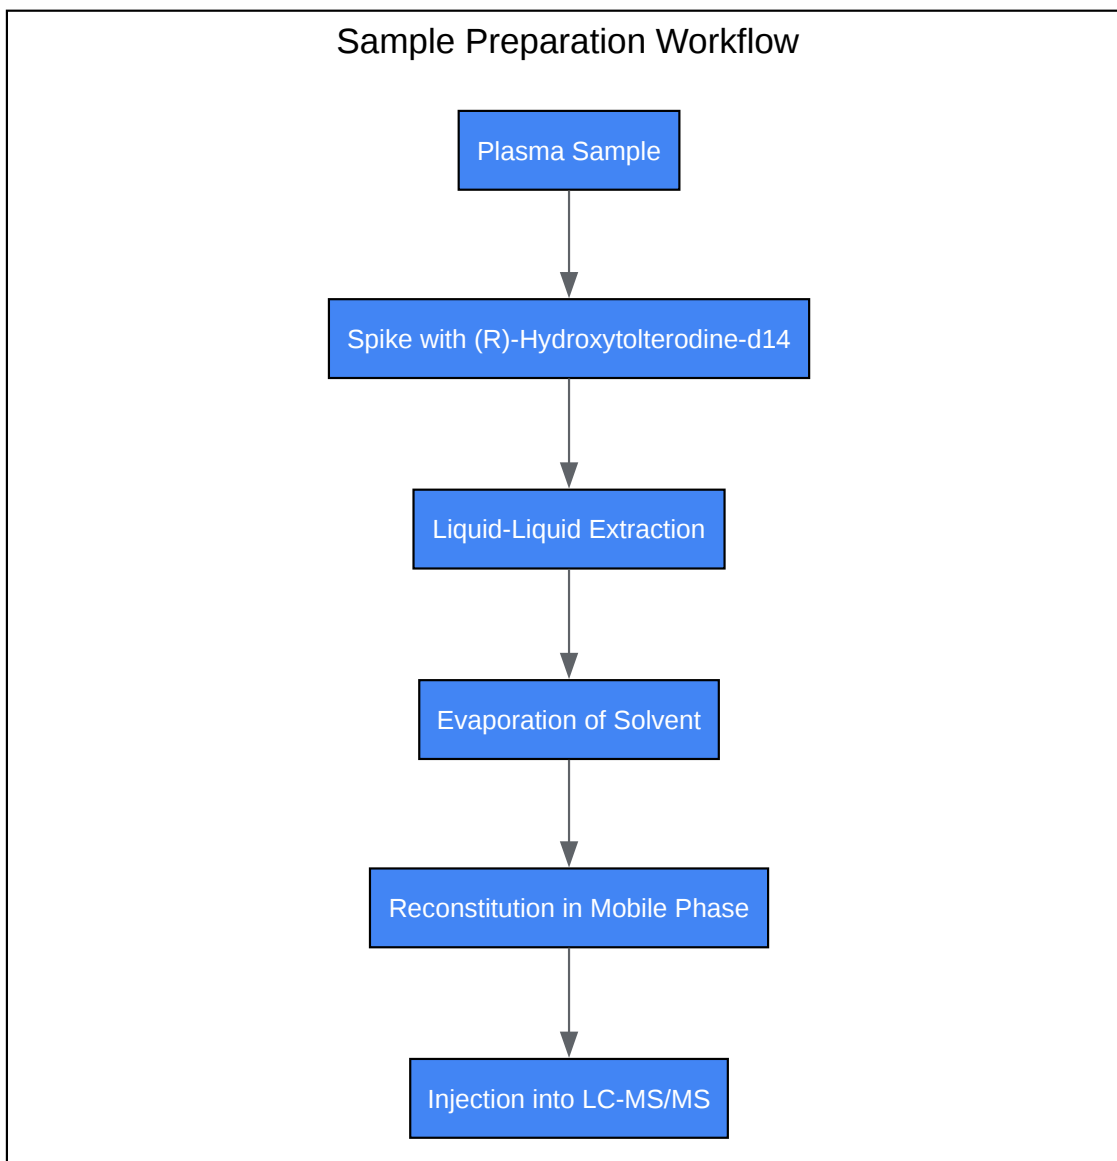 Sample Preparation Workflow
Plasma Sample
Spike with (R)-Hydroxytolterodine-d14
Liquid-Liquid Extraction
Evaporation of Solvent
Reconstitution in Mobile Phase
Injection into LC-MS/MS